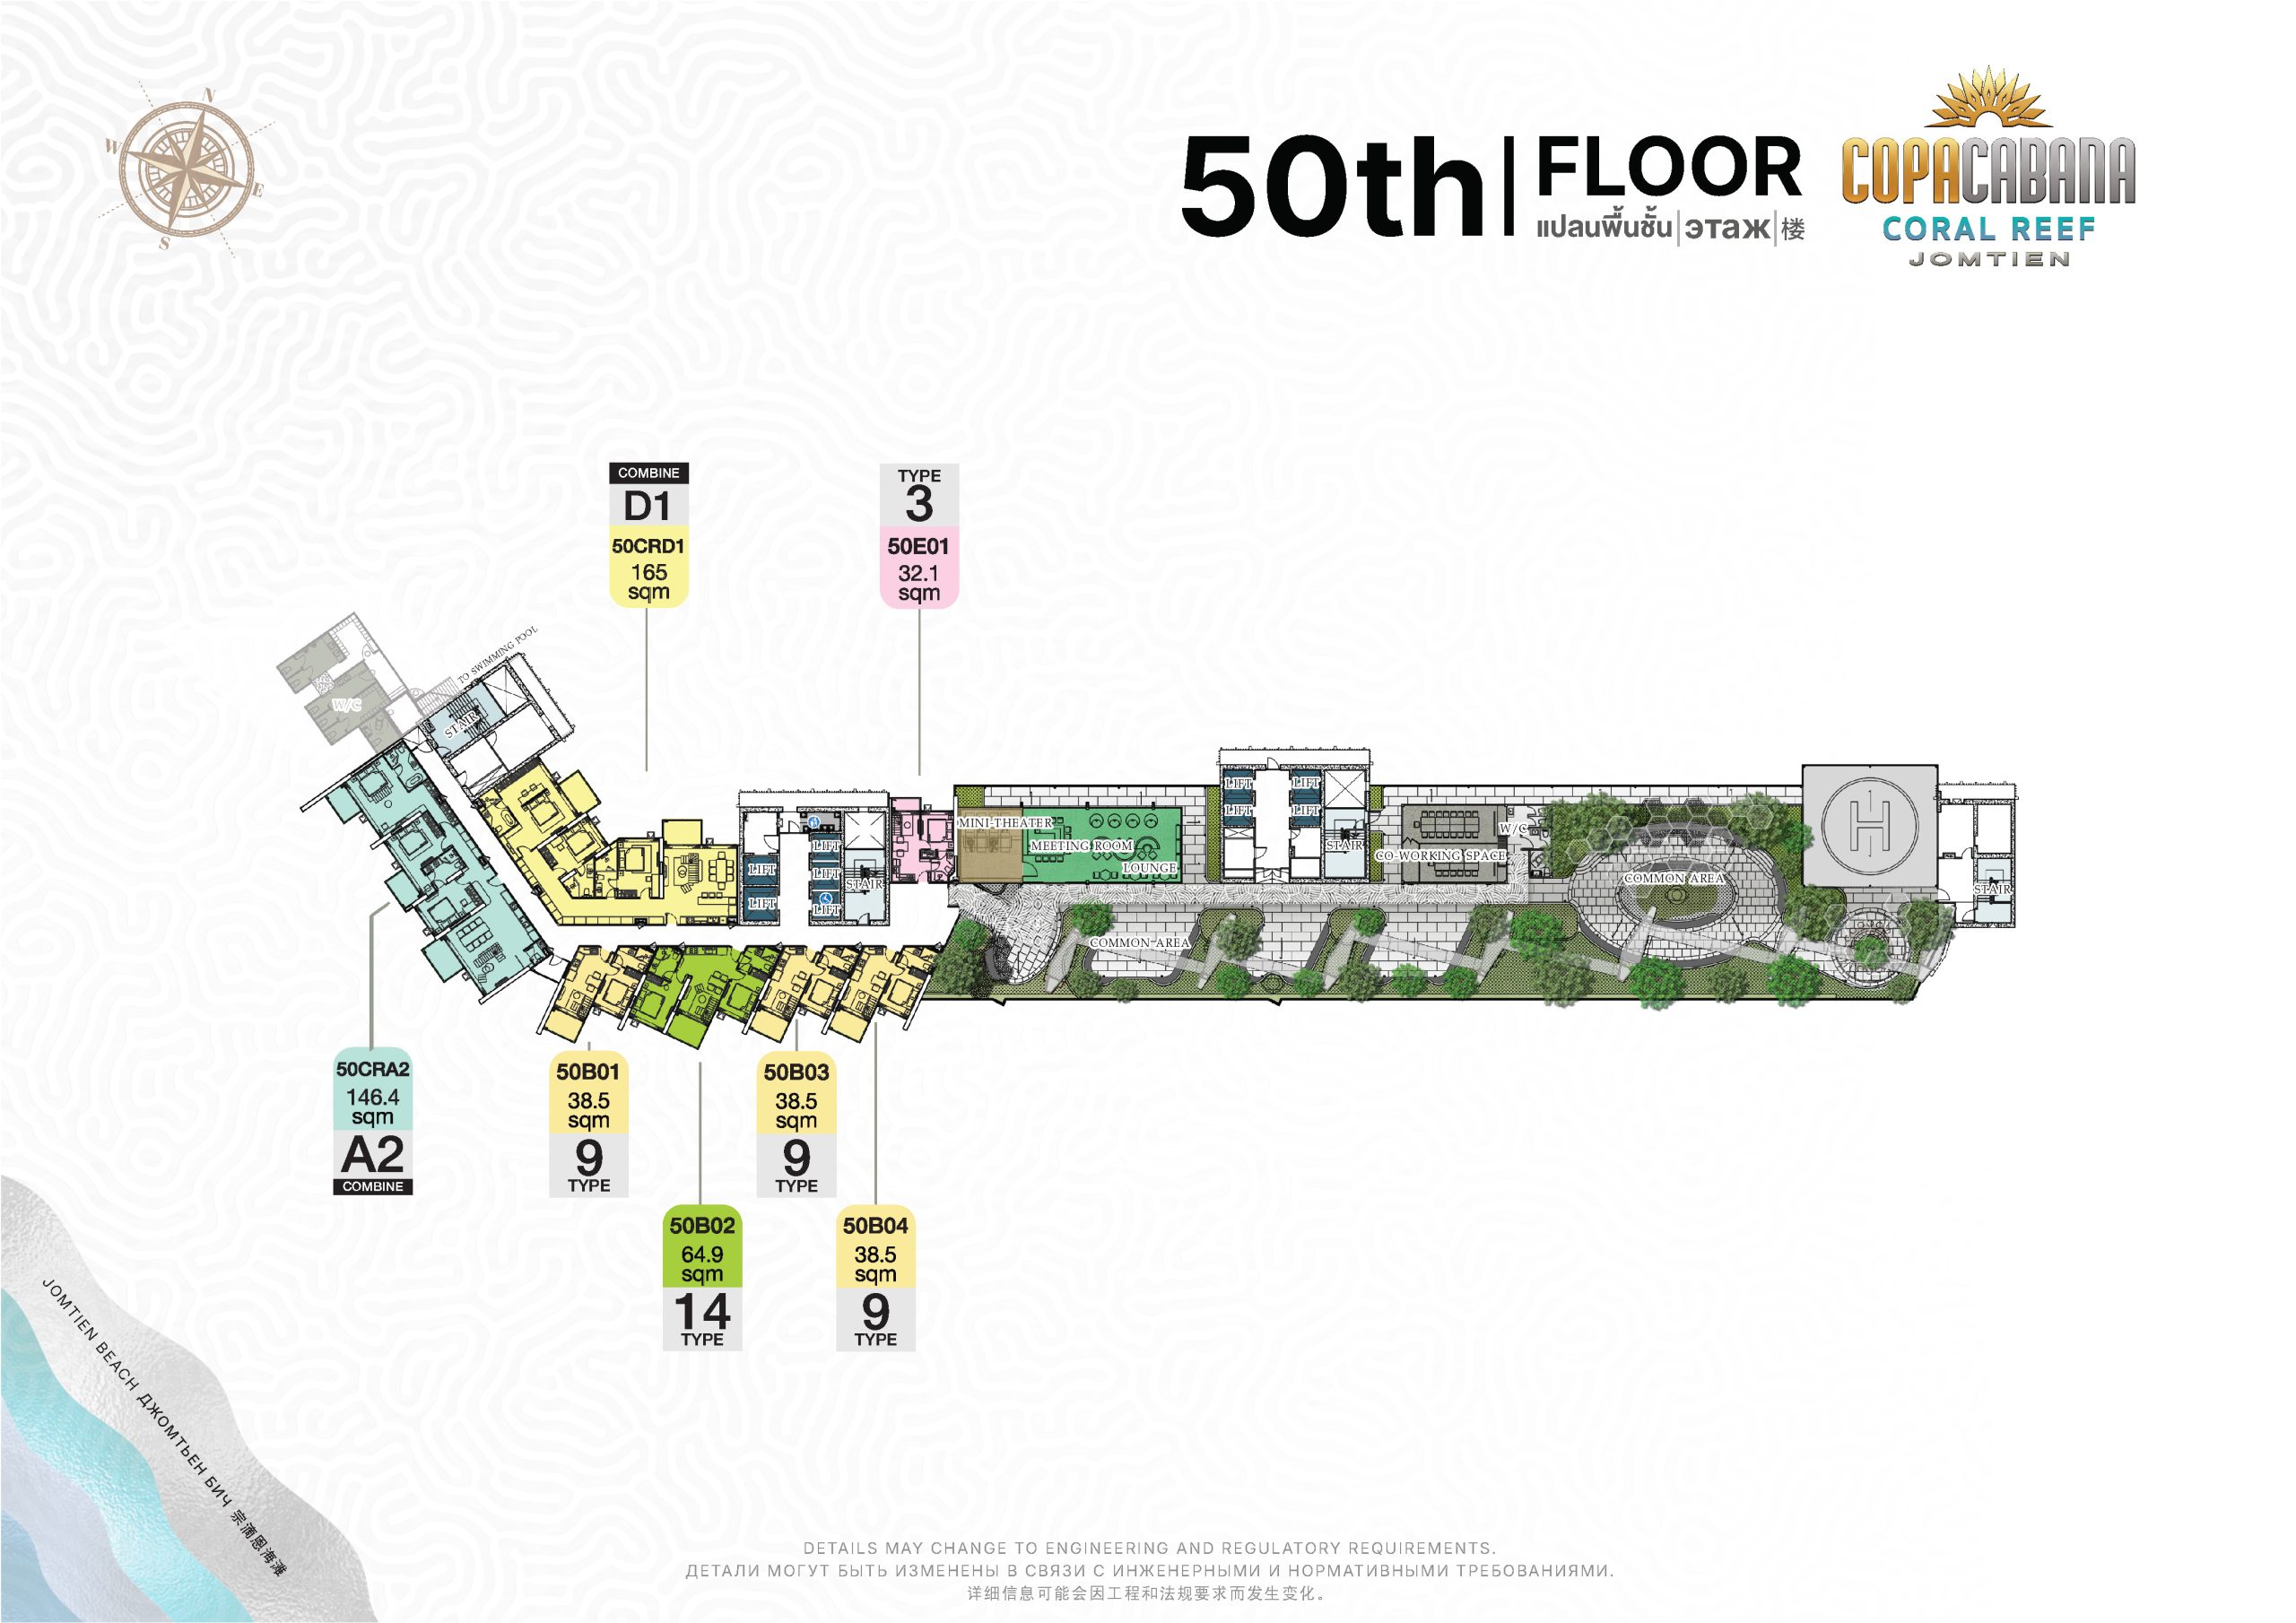 N
W
E
S
50th
FLOOR
แปลนพื้นชั้น|этаж|楼
COPACABANA
CORAL REEF
JOMTIEN
COMBINE
D1
50CRD1
165
sqm
TYPE
3
50E01
32.1
sqm
TO SWIMMING POOL
W/C
STAIR
LIFT
LIFT
LIFT
LIFT
LIFT
STAIR
MINI-THEATER
MEETING ROOM
LOUNGE
LIFT
LIFT
LIFT
LIFT
STAIR
W/C
CO-WORKING SPACE
COMMON AREA
COMMON AREA
H
STAIR
50CRA2
146.4
sqm
A2
COMBINE
50B01
38.5
sqm
9
TYPE
50B02
64.9
sqm
14
TYPE
50B03
38.5
sqm
9
TYPE
50B04
38.5
sqm
9
TYPE
JOMTIEN BEACH ДЖОМТЬЕН БИЧ 宗滴恩海滩
DETAILS MAY CHANGE TO ENGINEERING AND REGULATORY REQUIREMENTS.
ДЕТАЛИ МОГУТ БЫТЬ ИЗМЕНЕНЫ В СВЯЗИ С ИНЖЕНЕРНЫМИ И НОРМАТИВНЫМИ ТРЕБОВАНИЯМИ.
详细信息可能会因工程和法规要求而发生变化。